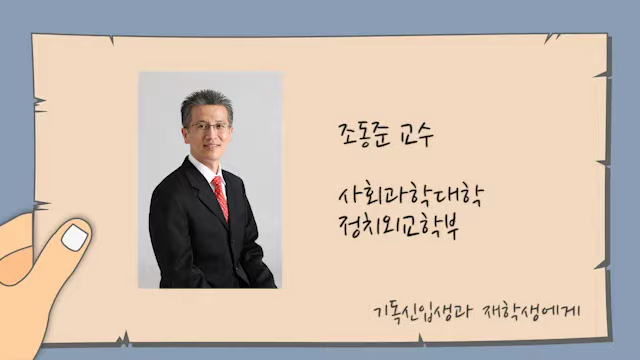 조동준 교수
사회과학대학
정치외교학부
기독신입생과 재학생에게